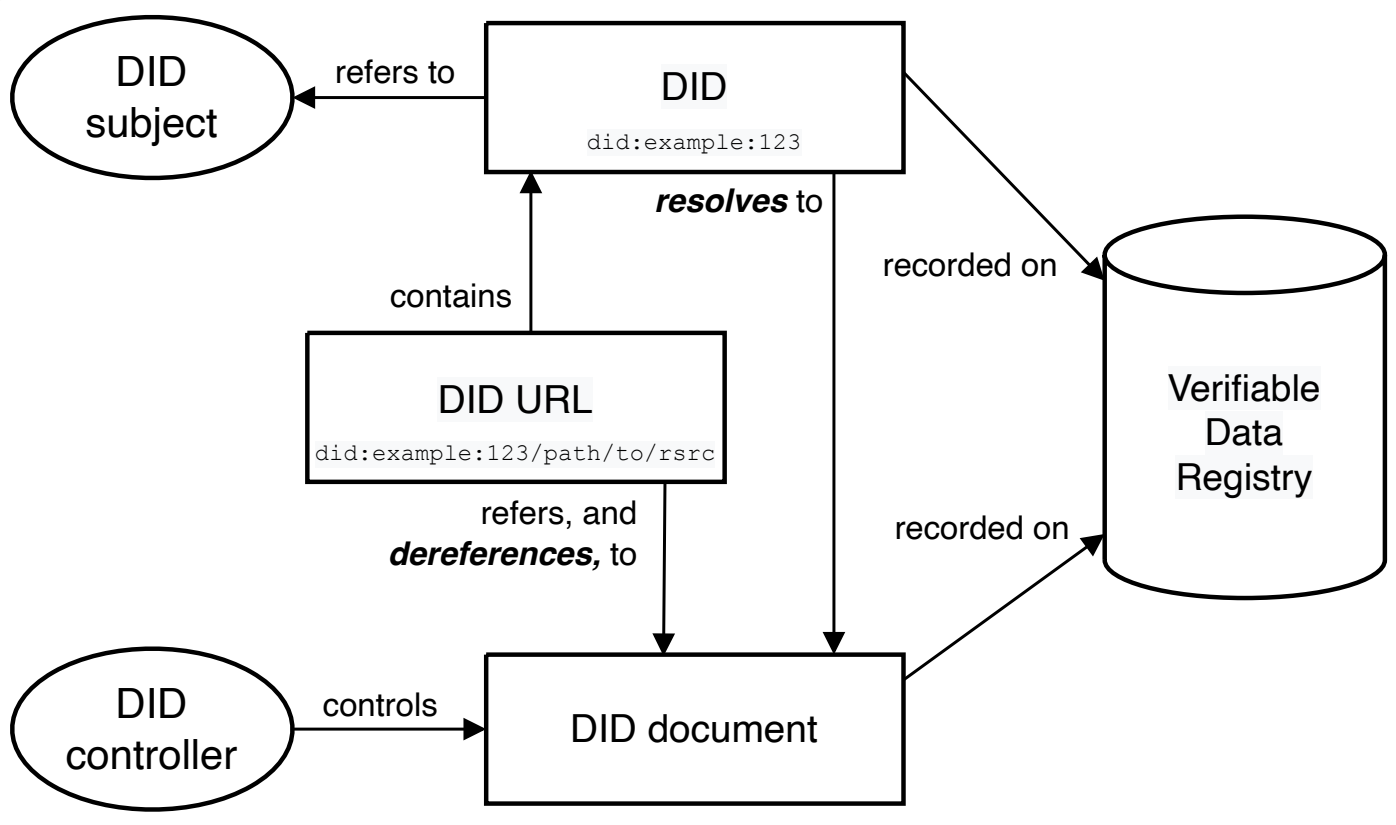 DID
subject
refers to
DID
did:example:123
resolves to
recorded on
contains
DID URL
did:example:123/path/to/rsrc
Verifiable
Data
Registry
refers, and
dereferences, to
recorded on
DID
controller
controls
DID document